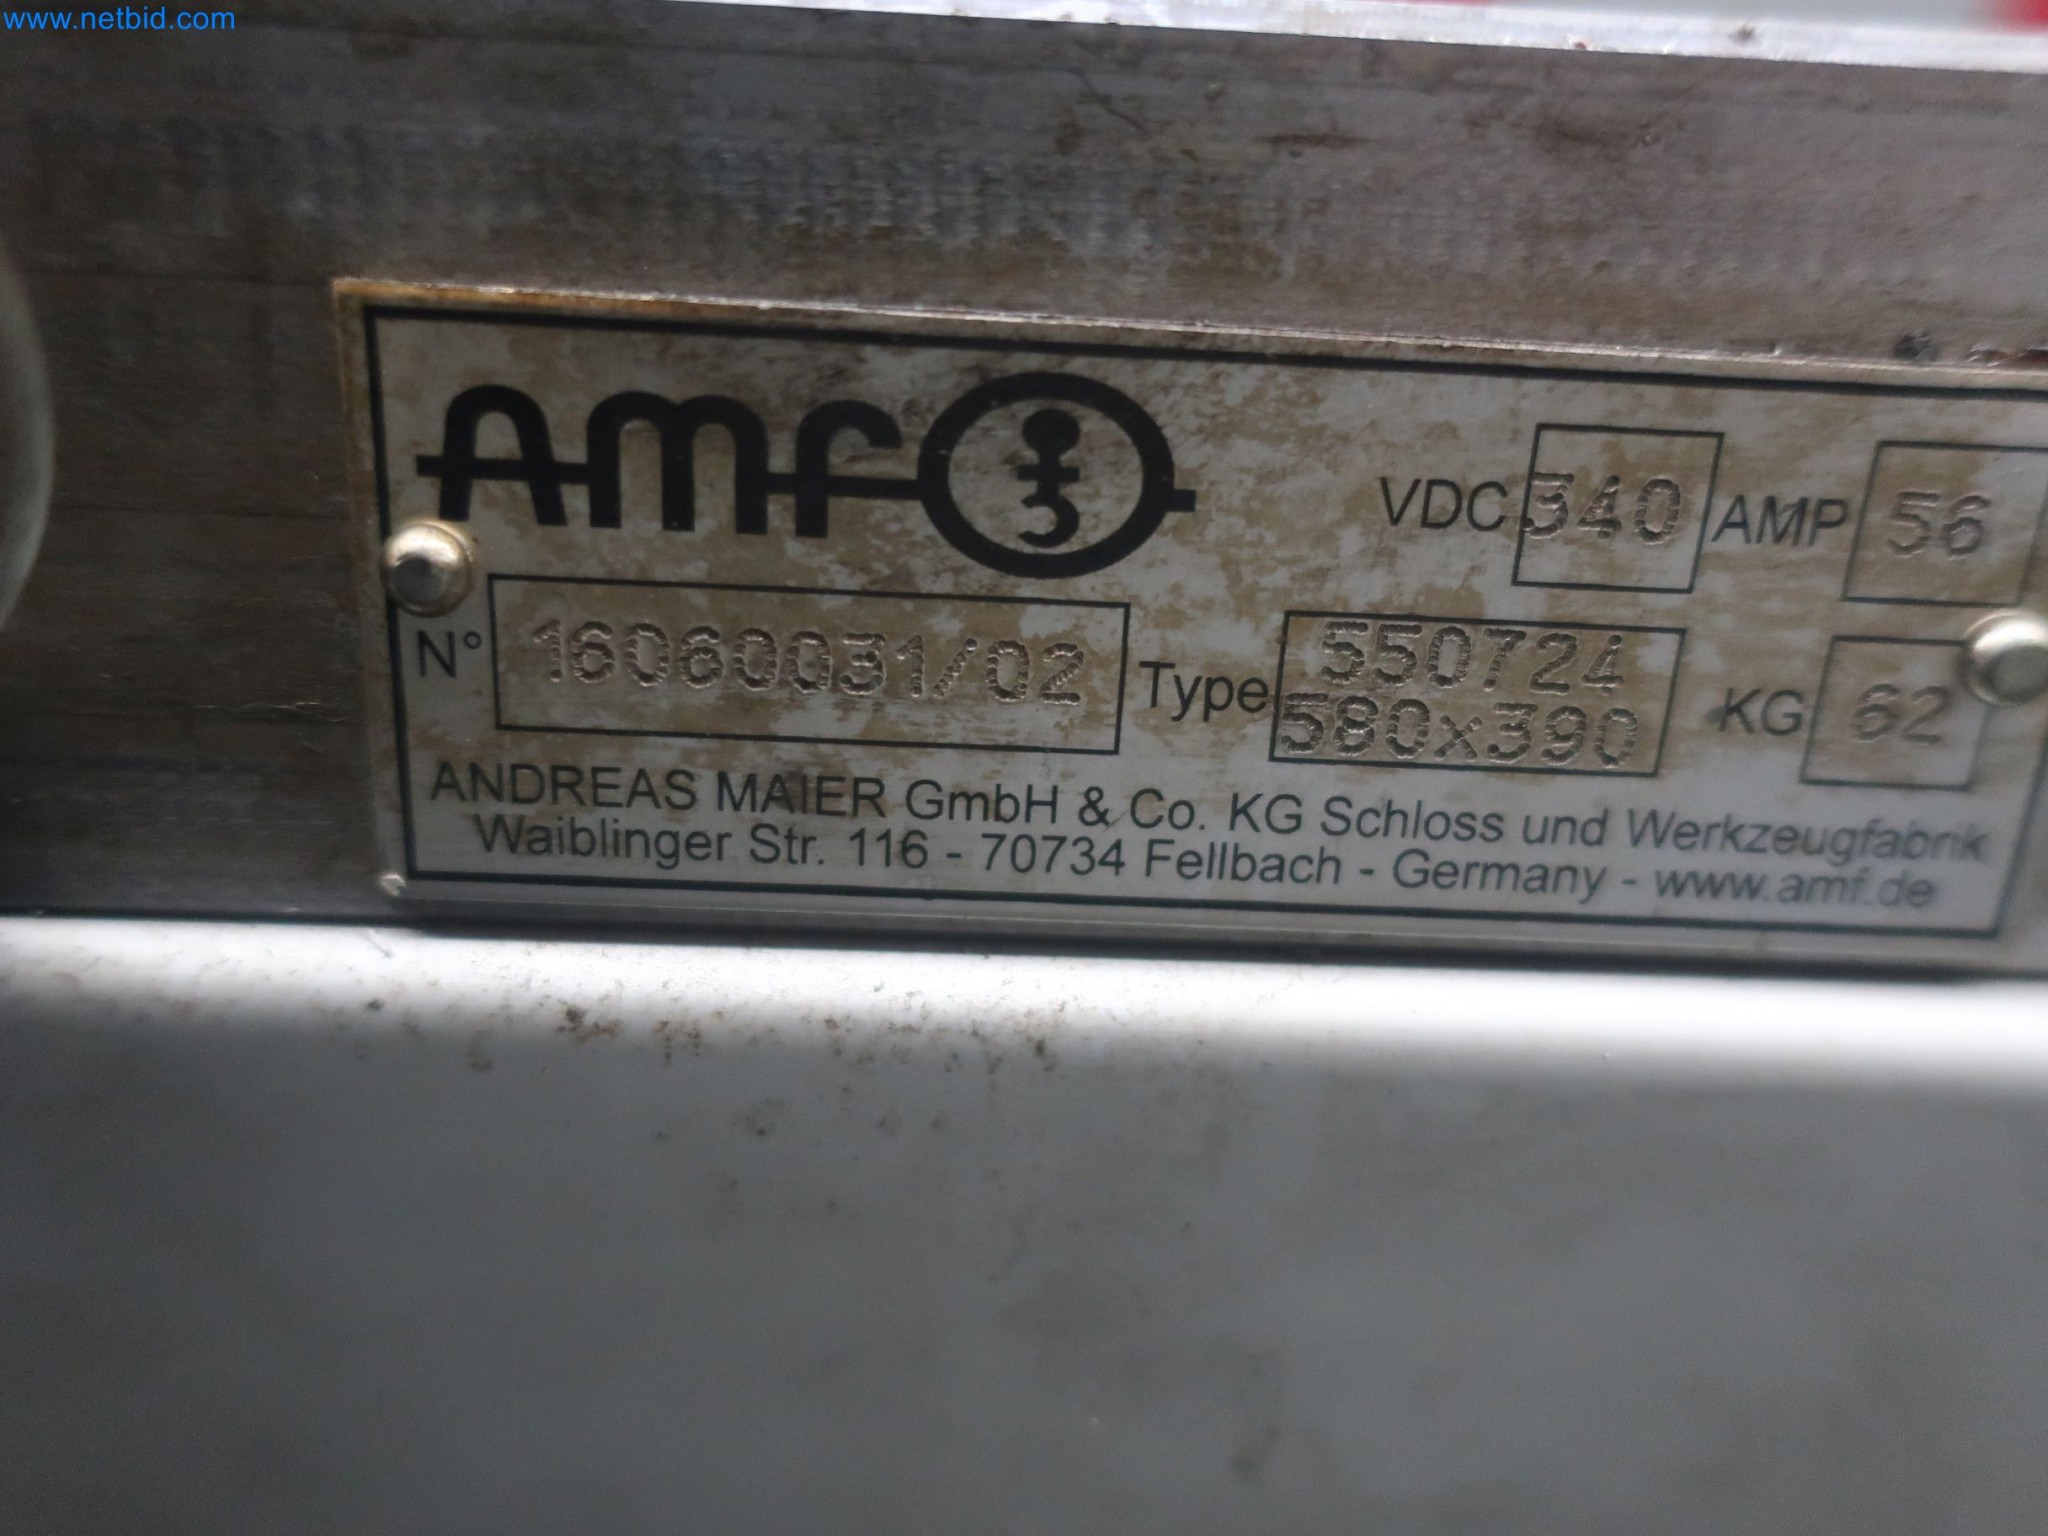 www.netbid.com
AMF
VDC 340 AMP 56
N° 16060031/02 Type 550724 580x390 KG 62
ANDREAS MAIER GmbH & Co. KG Schloss und Werkzeugfabrik
Waiblinger Str. 116 - 70734 Fellbach - Germany - www.amf.de